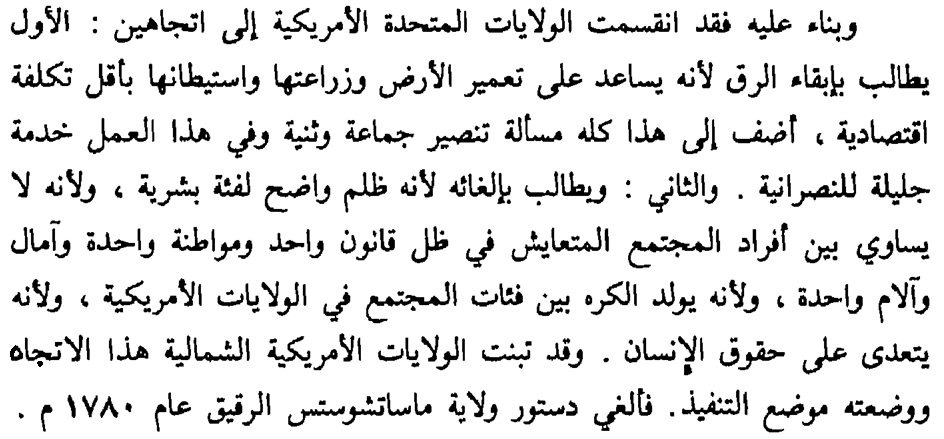 وبناء عليه فقد انقسمت الولايات المتحدة الأمريكية إلى اتجاهين : الأول
يطالب بإبقاء الرق لأنه يساعد على تعمير الأرض وزراعتها واستيطانها بأقل تكلفة
اقتصادية ، أضف إلى هذا كله مسألة تنصير جماعة وثنية وفي هذا العمل خدمة
جليلة للنصرانية . والثاني : ويطالب بإلغائه لأنه ظلم واضح لفئة بشرية ، ولأنه لا
يساوي بين أفراد المجتمع المتعايش في ظل قانون واحد ومواطنة واحدة وآمال
وآلام واحدة ، ولأنه يولد الكره بين فئات المجتمع في الولايات الأمريكية ، ولأنه
يتعدى على حقوق الإنسان . وقد تبنت الولايات الأمريكية الشمالية هذا الاتجاه
ووضعته موضع التنفيذ. فألغي دستور ولاية ماساتشوستس الرقيق عام ١٧٨٠ م .